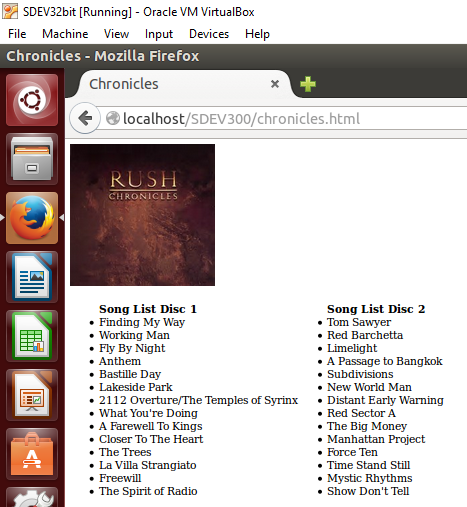 SDEV32bit [Running] - Oracle VM VirtualBox
File Machine View Input Devices Help
Chronicles - Mozilla Firefox
Chronicles
localhost/SDEV300/chronicles.html
RUSH
CHRONICLES
Song List Disc 1
Finding My Way
Working Man
Fly By Night
Anthem
Bastille Day
Lakeside Park
2112 Overture/The Temples of Syrinx
What You're Doing
A Farewell To Kings
Closer To The Heart
The Trees
La Villa Strangiato
Freewill
The Spirit of Radio
Song List Disc 2
Tom Sawyer
Red Barchetta
Limelight
A Passage to Bangkok
Subdivisions
New World Man
Distant Early Warning
Red Sector A
The Big Money
Manhattan Project
Force Ten
Time Stand Still
Mystic Rhythms
Show Don't Tell